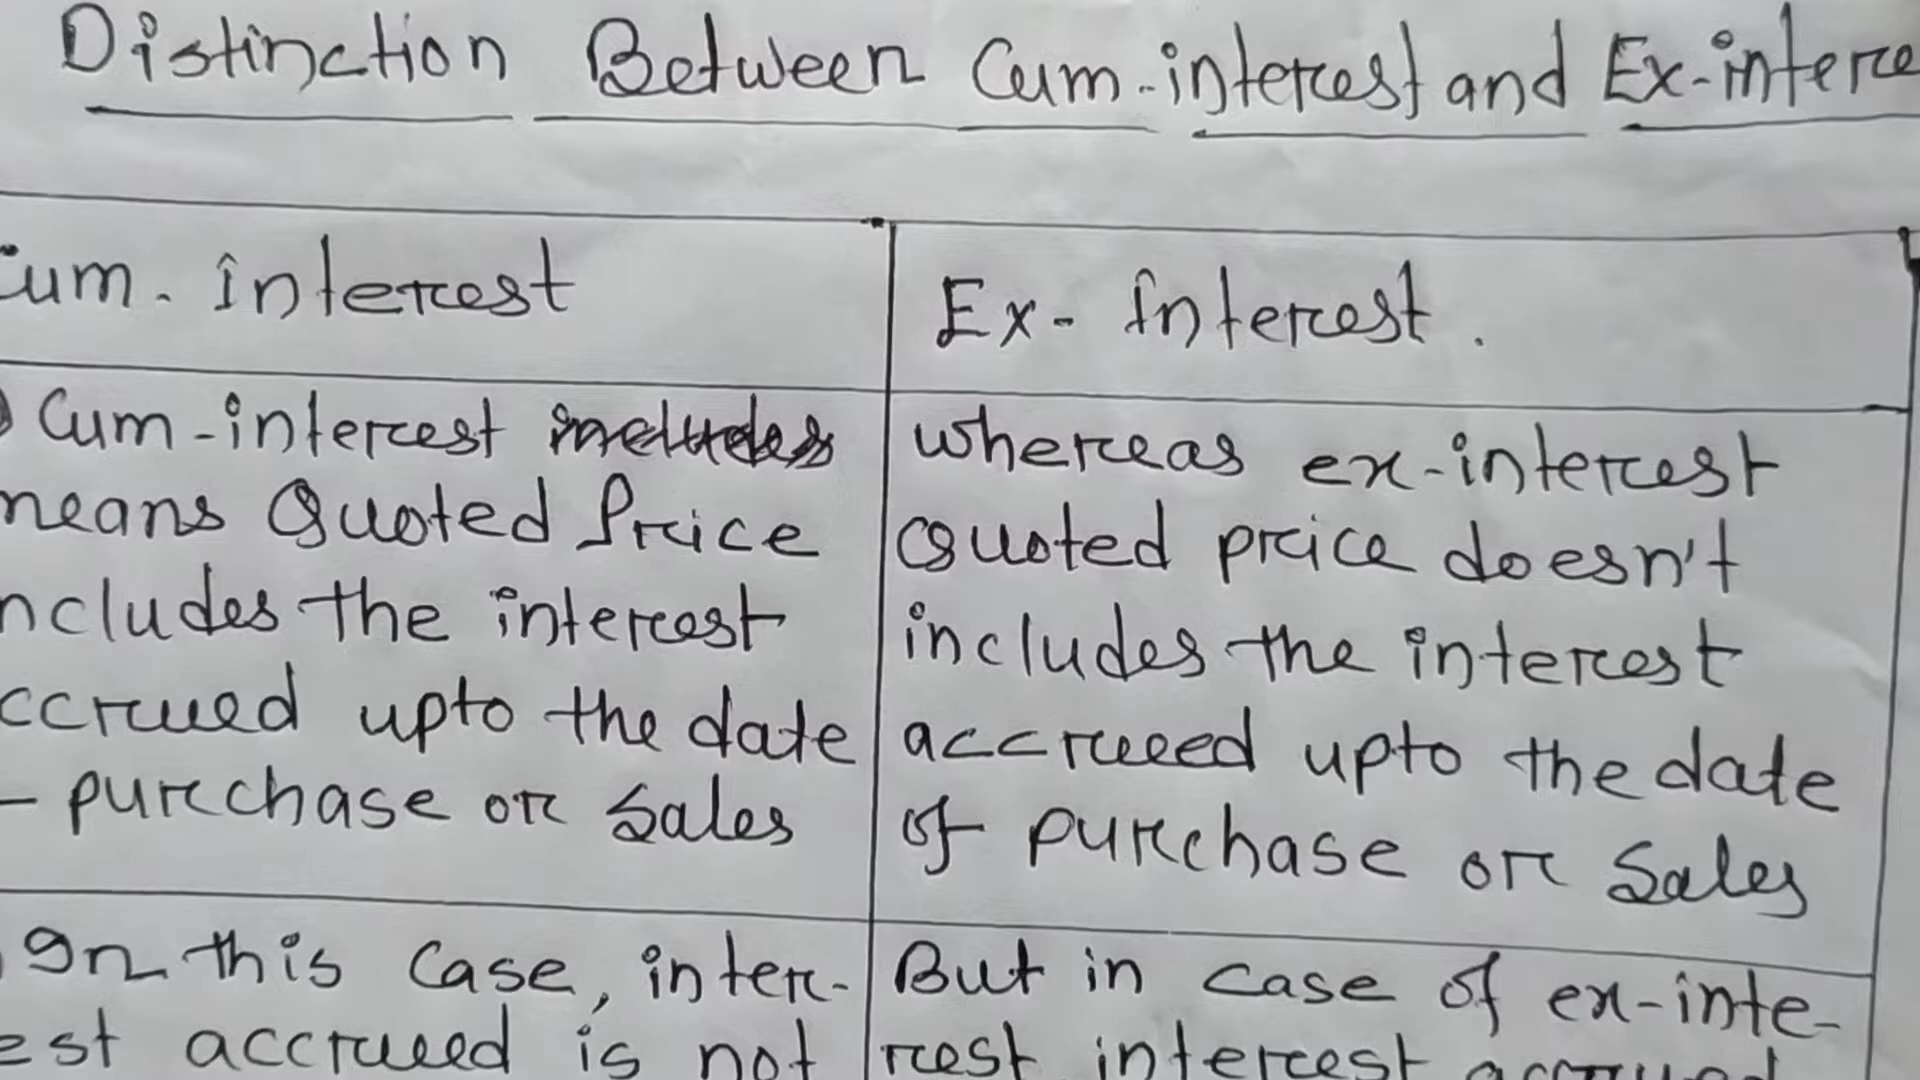 Distinction Between Cum-interest and Ex-intere
Cum. interest
Ex- interest.
Cum-interest includes
means Quoted Price
ncludes the interest
ccrued upto the date
- purchase or Sales
whereas ex-interest
Quoted price doesn't
includes the interest
accrueed upto the date
of purchase or Sales
In this Case, inter-
est accrued is not
But in case of ex-inte-
rest interest accrued